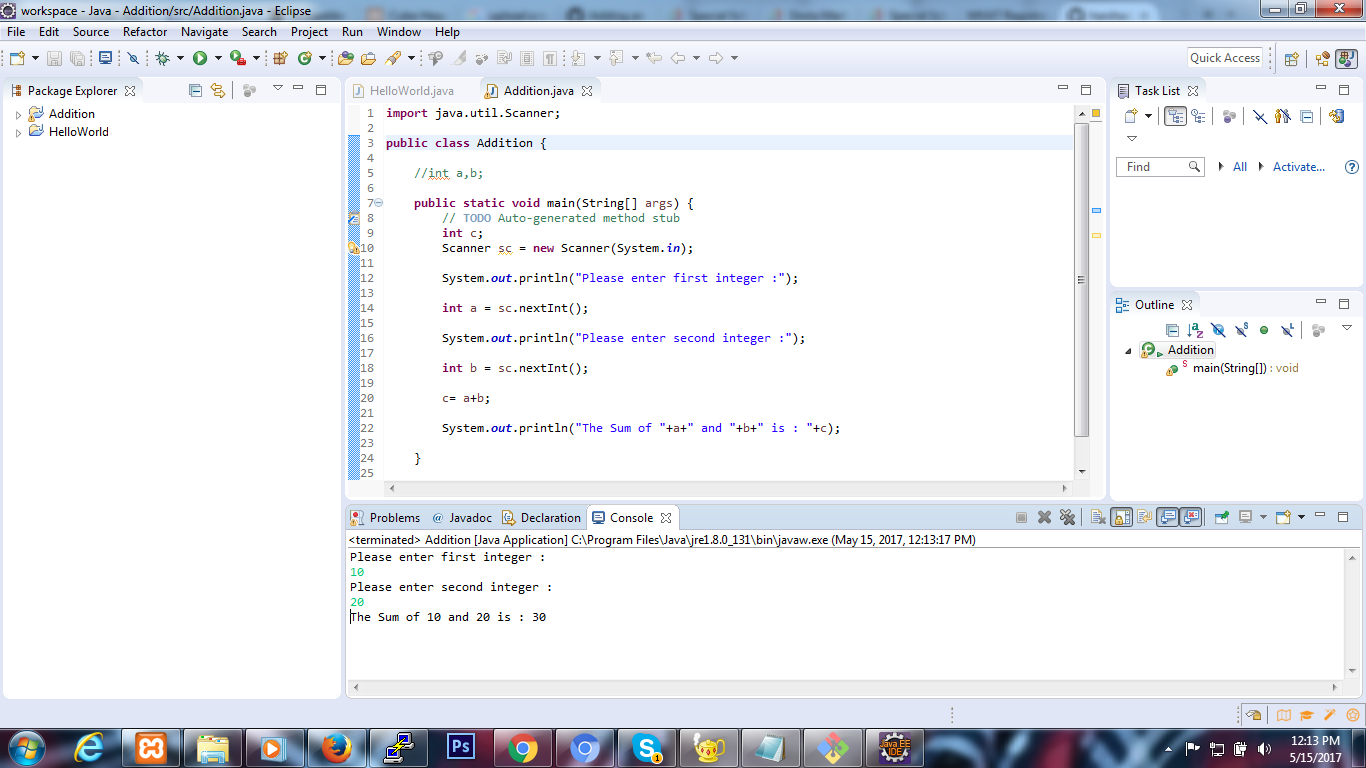 workspace - Java - Addition/src/Addition.java - Eclipse
File Edit Source Refactor Navigate Search Project Run Window Help
Quick Access
Package Explorer
Addition
HelloWorld
HelloWorld.java
Addition.java
1 import java.util.Scanner;
2
3 public class Addition {
4
5 //int a,b;
6
7 public static void main(String[] args) {
8 // TODO Auto-generated method stub
9 int c;
10 Scanner sc = new Scanner(System.in);
11
12 System.out.println("Please enter first integer :");
13
14 int a = sc.nextInt();
15
16 System.out.println("Please enter second integer :");
17
18 int b = sc.nextInt();
19
20 c= a+b;
21
22 System.out.println("The Sum of "+a+" and "+b+" is : "+c);
23
24 }
25
Task List
Find All Activate...
Outline
Addition
main(String[]) : void
Problems @ Javadoc Declaration Console
<terminated> Addition [Java Application] C:\Program Files\Java\jre1.8.0_131\bin\javaw.exe (May 15, 2017, 12:13:17 PM)
Please enter first integer :
10
Please enter second integer :
20
The Sum of 10 and 20 is : 30
Ps
1
Java EE
IDE
12:13 PM
5/15/2017